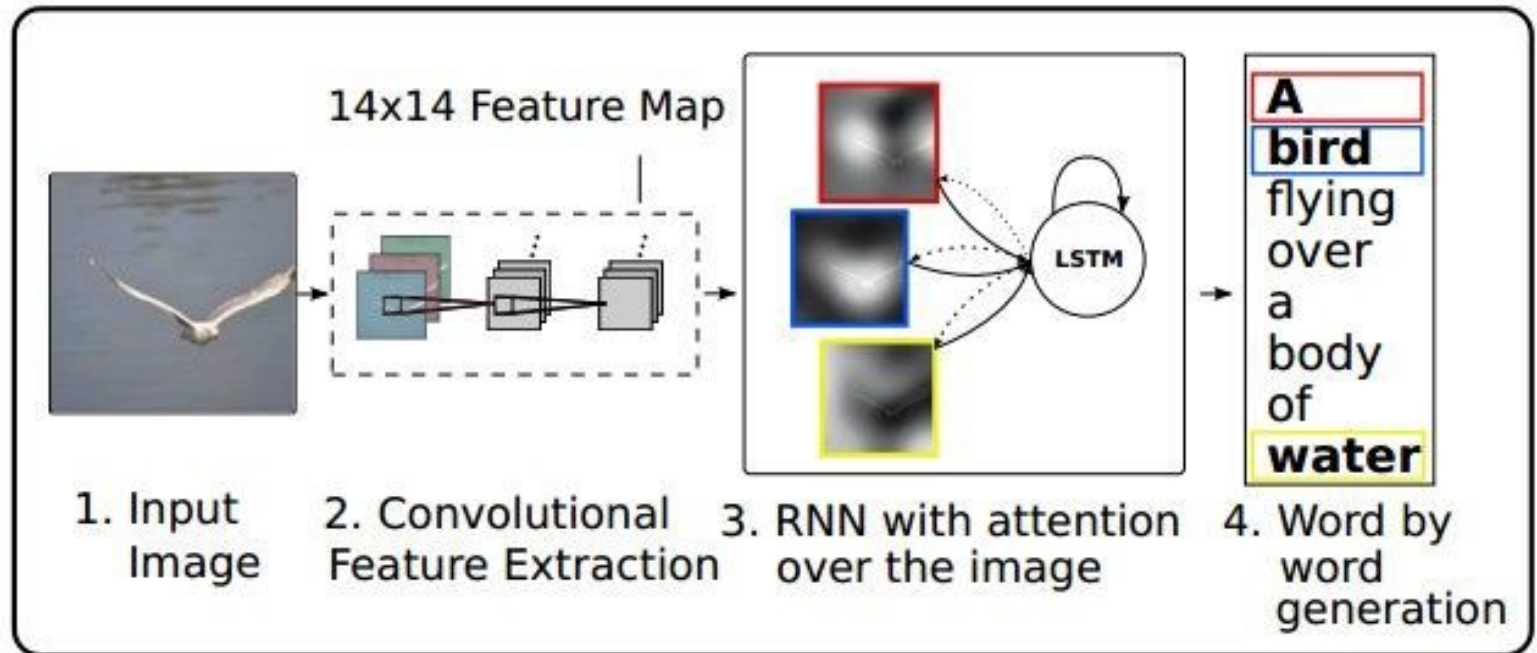 14x14 Feature Map
LSTM
A
bird
flying
over
a
body
of
water
1. Input
Image
2. Convolutional
Feature Extraction
3. RNN with attention
over the image
4. Word by
word
generation